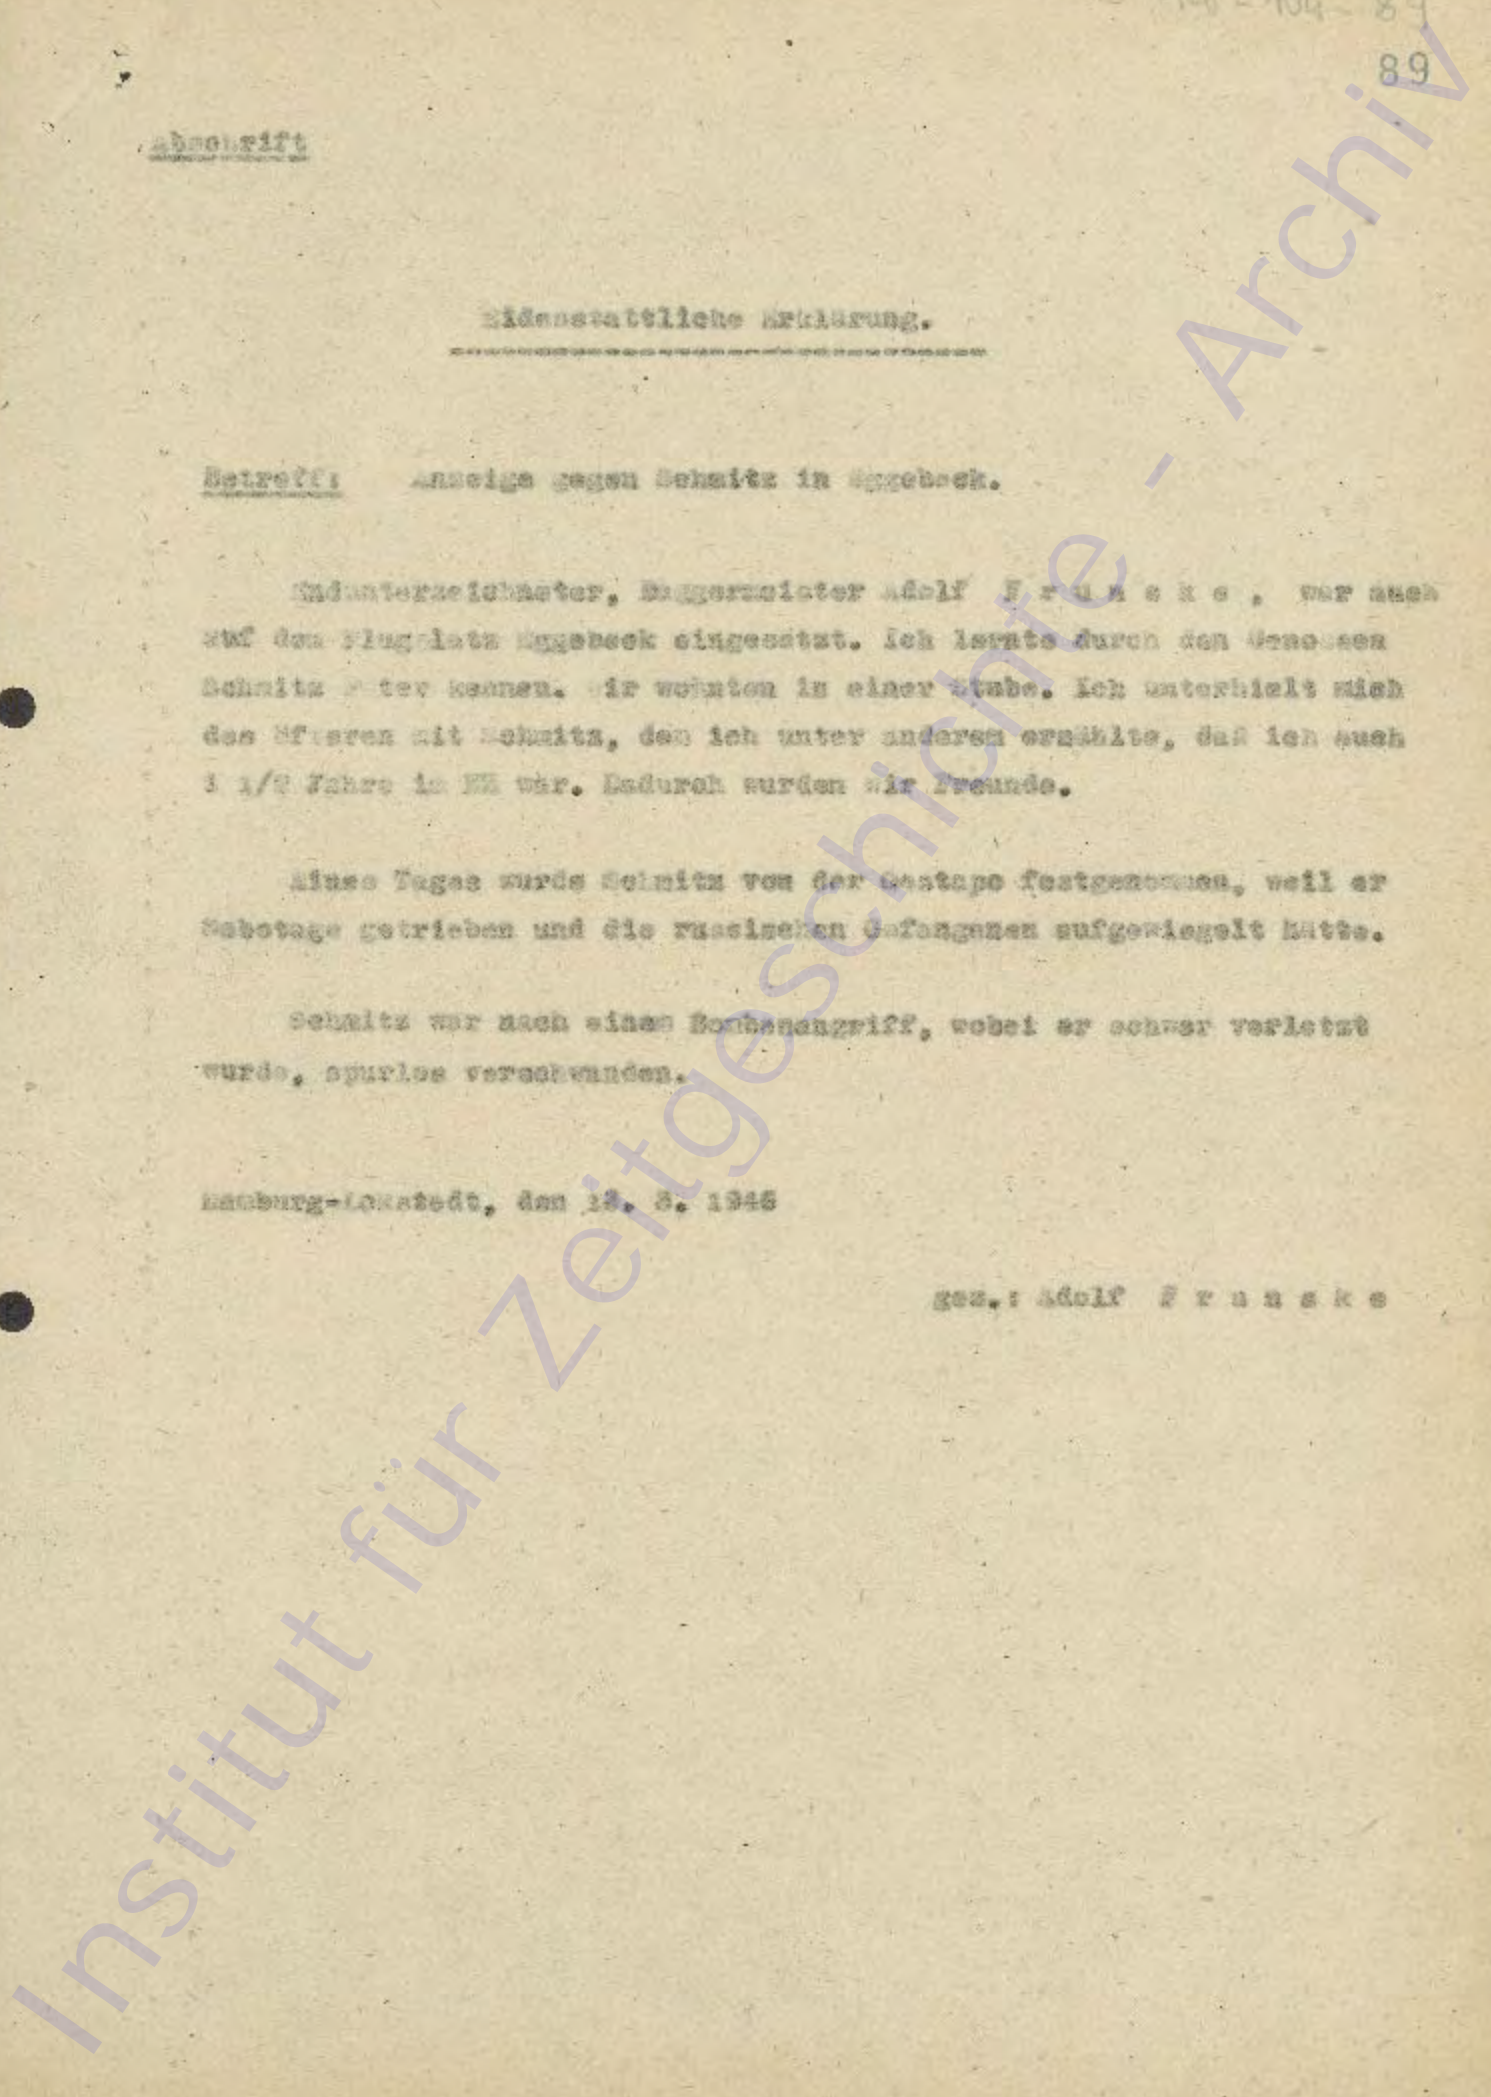 89
Abschrift
Eidesstattliche Erklärung.
Betreff: Anzeige gegen Schmitz in Eggebeck.
Endunterzeichneter, Baggermeister Adolf war auch
auf dem Flugplatz Eggebeck eingesetzt. Ich lernte durch den Genossen
Schmitz Peter kennen. Wir wohnten in einer Stube. Ich unterhielt mich
des öfteren mit Schmitz, dem ich unter anderem erzählte, daß ich auch
1/2 Jahre im KZ war. Dadurch wurden wir Freunde.
Eines Tages wurde Schmitz von der Gestapo festgenommen, weil er
Sabotage getrieben und die russischen Gefangenen aufgewiegelt hätte.
Schmitz war nach einem Bombenangriff, wobei er schwer verletzt
wurde, spurlos verschwunden.
Hamburg-Lokstedt, den 1946
gez.: Adolf
Institut für Zeitgeschichte - Archiv